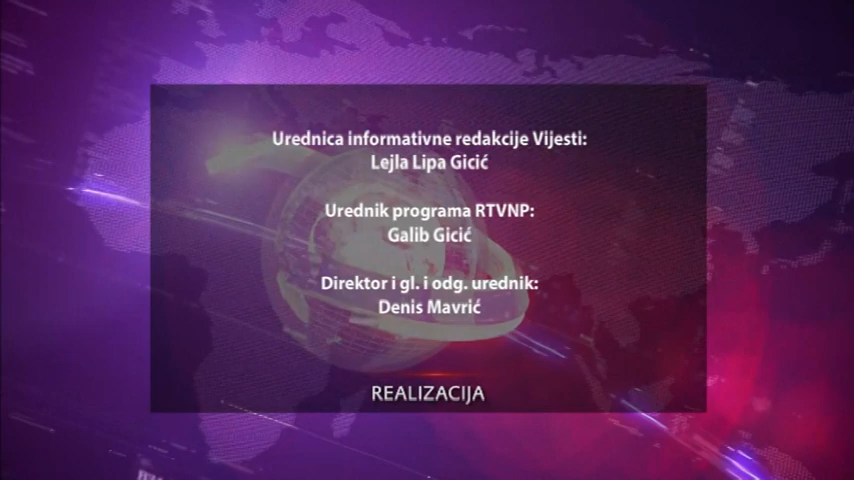 Urednica informativne redakcije Vijesti:
Lejla Lipa Gicić
Urednik programa RTVNP:
Galib Gicić
Direktor i gl. i odg. urednik:
Denis Mavrić
REALIZACIJA